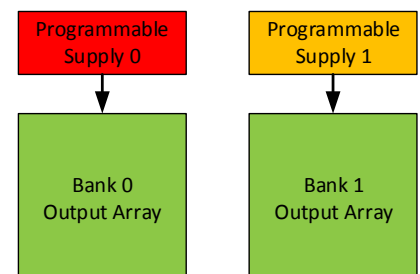 Programmable
Supply 0
Programmable
Supply 1
Bank 0
Output Array
Bank 1
Output Array